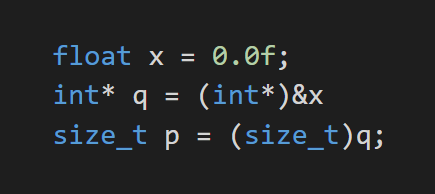 float x = 0.0f;
int* q = (int*)&x
size_t p = (size_t)q;